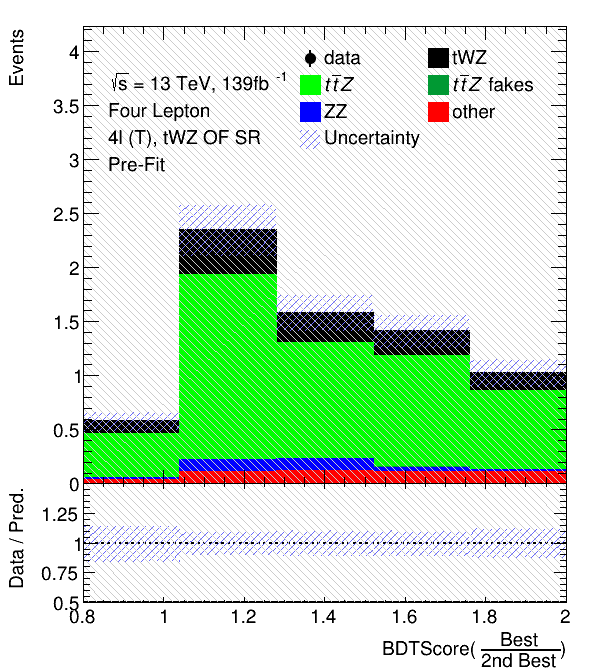 Events
4
3.5
3
2.5
2
1.5
1
0.5
0
√s = 13 TeV, 139fb⁻¹
Four Lepton
4l (T), tWZ OF SR
Pre-Fit
data
tWZ
tt̄Z
tt̄Z fakes
ZZ
other
Uncertainty
Data / Pred.
1.25
1
0.75
0.5
0.8 1 1.2 1.4 1.6 1.8 2
BDTScore(Best/2nd Best)